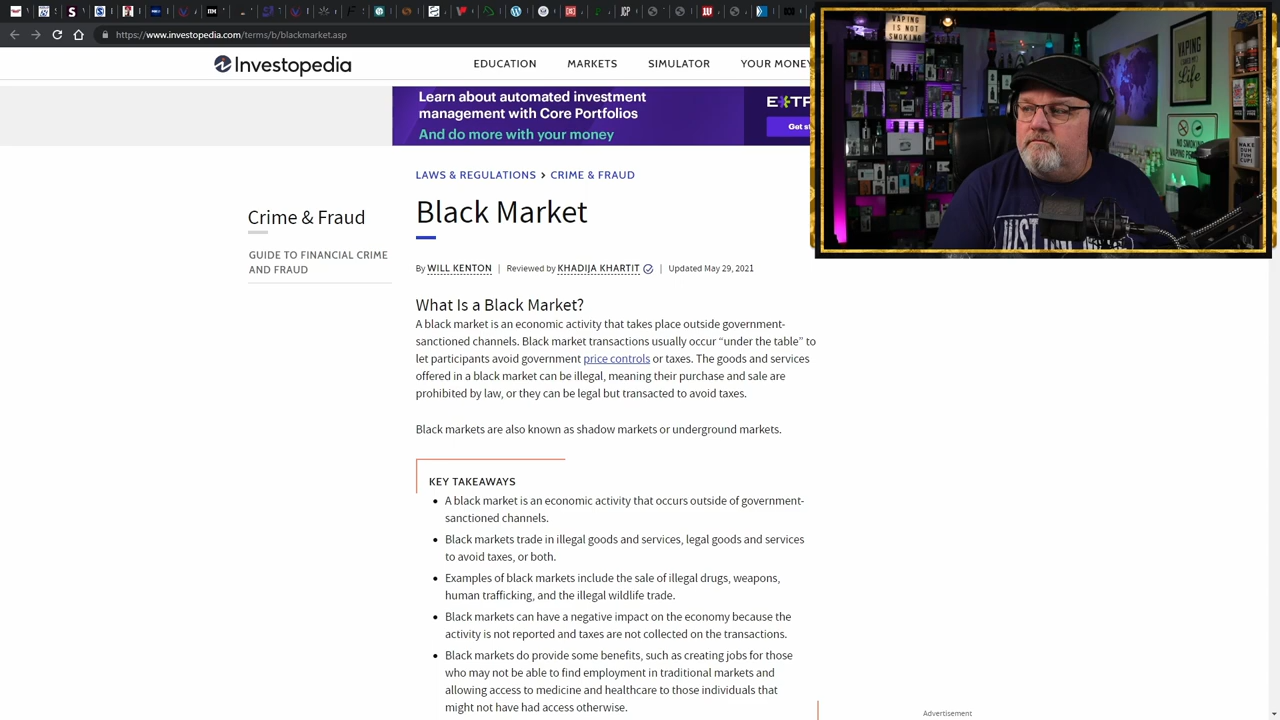 https://www.investopedia.com/terms/b/blackmarket.asp
Investopedia
EDUCATION MARKETS SIMULATOR YOUR MONEY
Learn about automated investment
management with Core Portfolios
And do more with your money
E*TF
Get st
LAWS & REGULATIONS > CRIME & FRAUD
Crime & Fraud
GUIDE TO FINANCIAL CRIME
AND FRAUD
Black Market
By WILL KENTON | Reviewed by KHADIJA KHARTIT | Updated May 29, 2021
What Is a Black Market?
A black market is an economic activity that takes place outside government-
sanctioned channels. Black market transactions usually occur “under the table” to
let participants avoid government price controls or taxes. The goods and services
offered in a black market can be illegal, meaning their purchase and sale are
prohibited by law, or they can be legal but transacted to avoid taxes.
Black markets are also known as shadow markets or underground markets.
KEY TAKEAWAYS
• A black market is an economic activity that occurs outside of government-
sanctioned channels.
• Black markets trade in illegal goods and services, legal goods and services
to avoid taxes, or both.
• Examples of black markets include the sale of illegal drugs, weapons,
human trafficking, and the illegal wildlife trade.
• Black markets can have a negative impact on the economy because the
activity is not reported and taxes are not collected on the transactions.
• Black markets do provide some benefits, such as creating jobs for those
who may not be able to find employment in traditional markets and
allowing access to medicine and healthcare to those individuals that
might not have had access otherwise.
Advertisement
VAPING
IS NOT
SMOKING
VAPING
Life
NO SMOKING
WAKE
DUH
FUH
CUP!
JUST